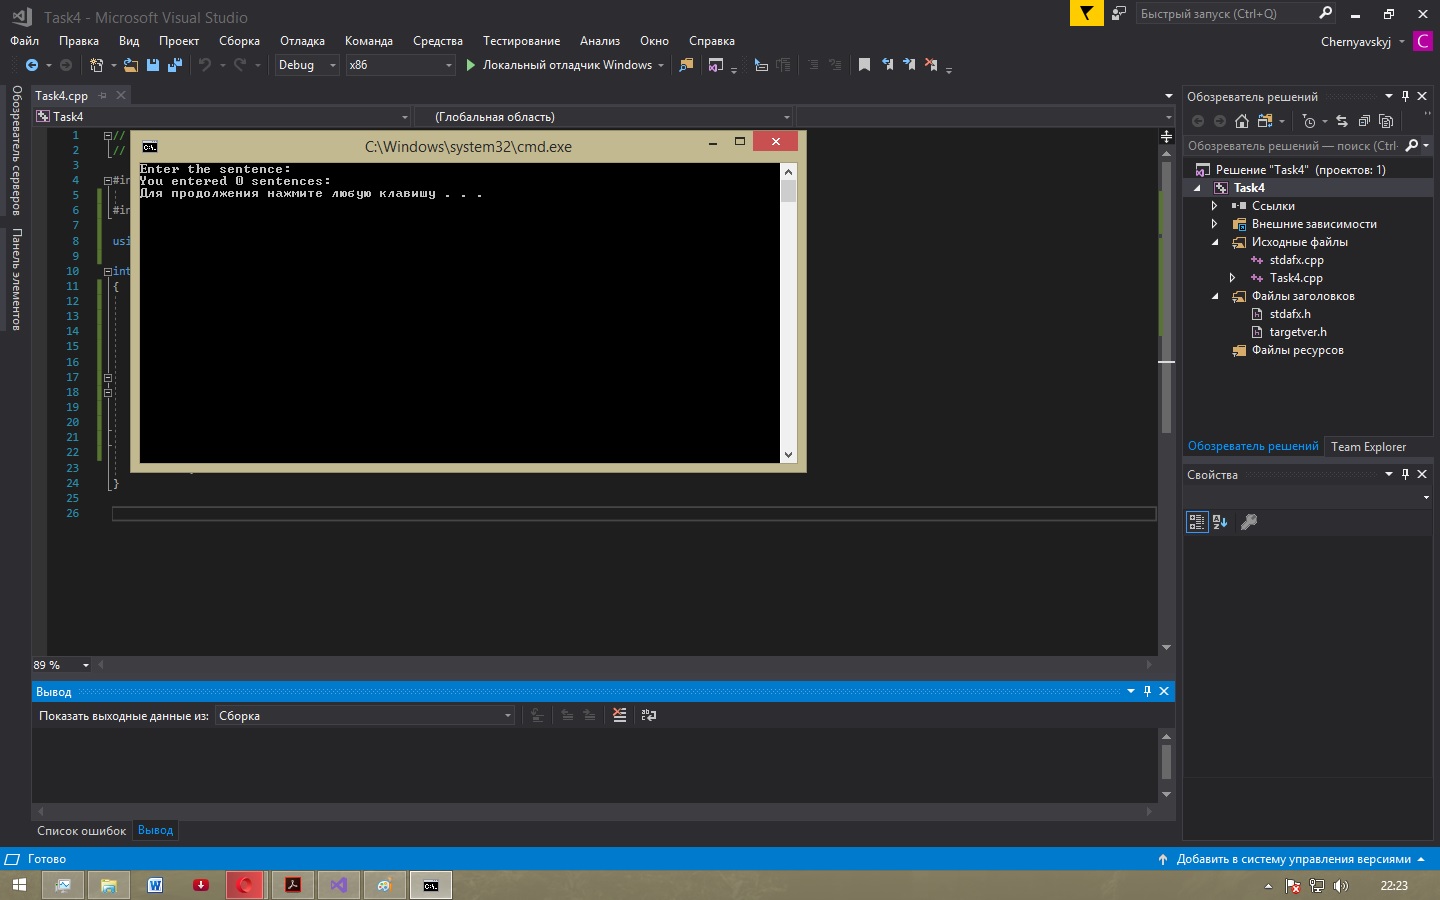 Task4 - Microsoft Visual Studio
Быстрый запуск (Ctrl+Q)
Файл Правка Вид Проект Сборка Отладка Команда Средства Тестирование Анализ Окно Справка
Chernyavskyj C
Debug x86 Локальный отладчик Windows
Обозреватель серверов
Панель элементов
Task4.cpp
Task4 (Глобальная область)
1 //
2 //
3
4 #in
5
6 #in
7
8 usi
9
10 int
11 {
12
13
14
15
16
17
18
19
20
21
22
23
24 }
25
26
C:\Windows\system32\cmd.exe
Enter the sentence:
You entered 0 sentences:
Для продолжения нажмите любую клавишу . . .
89 %
Вывод
Показать выходные данные из: Сборка
Список ошибок Вывод
Обозреватель решений
Обозреватель решений — поиск (Ctrl-
Решение "Task4" (проектов: 1)
Task4
Ссылки
Внешние зависимости
Исходные файлы
stdafx.cpp
Task4.cpp
Файлы заголовков
stdafx.h
targetver.h
Файлы ресурсов
Обозреватель решений Team Explorer
Свойства
Готово
Добавить в систему управления версиями
22:23